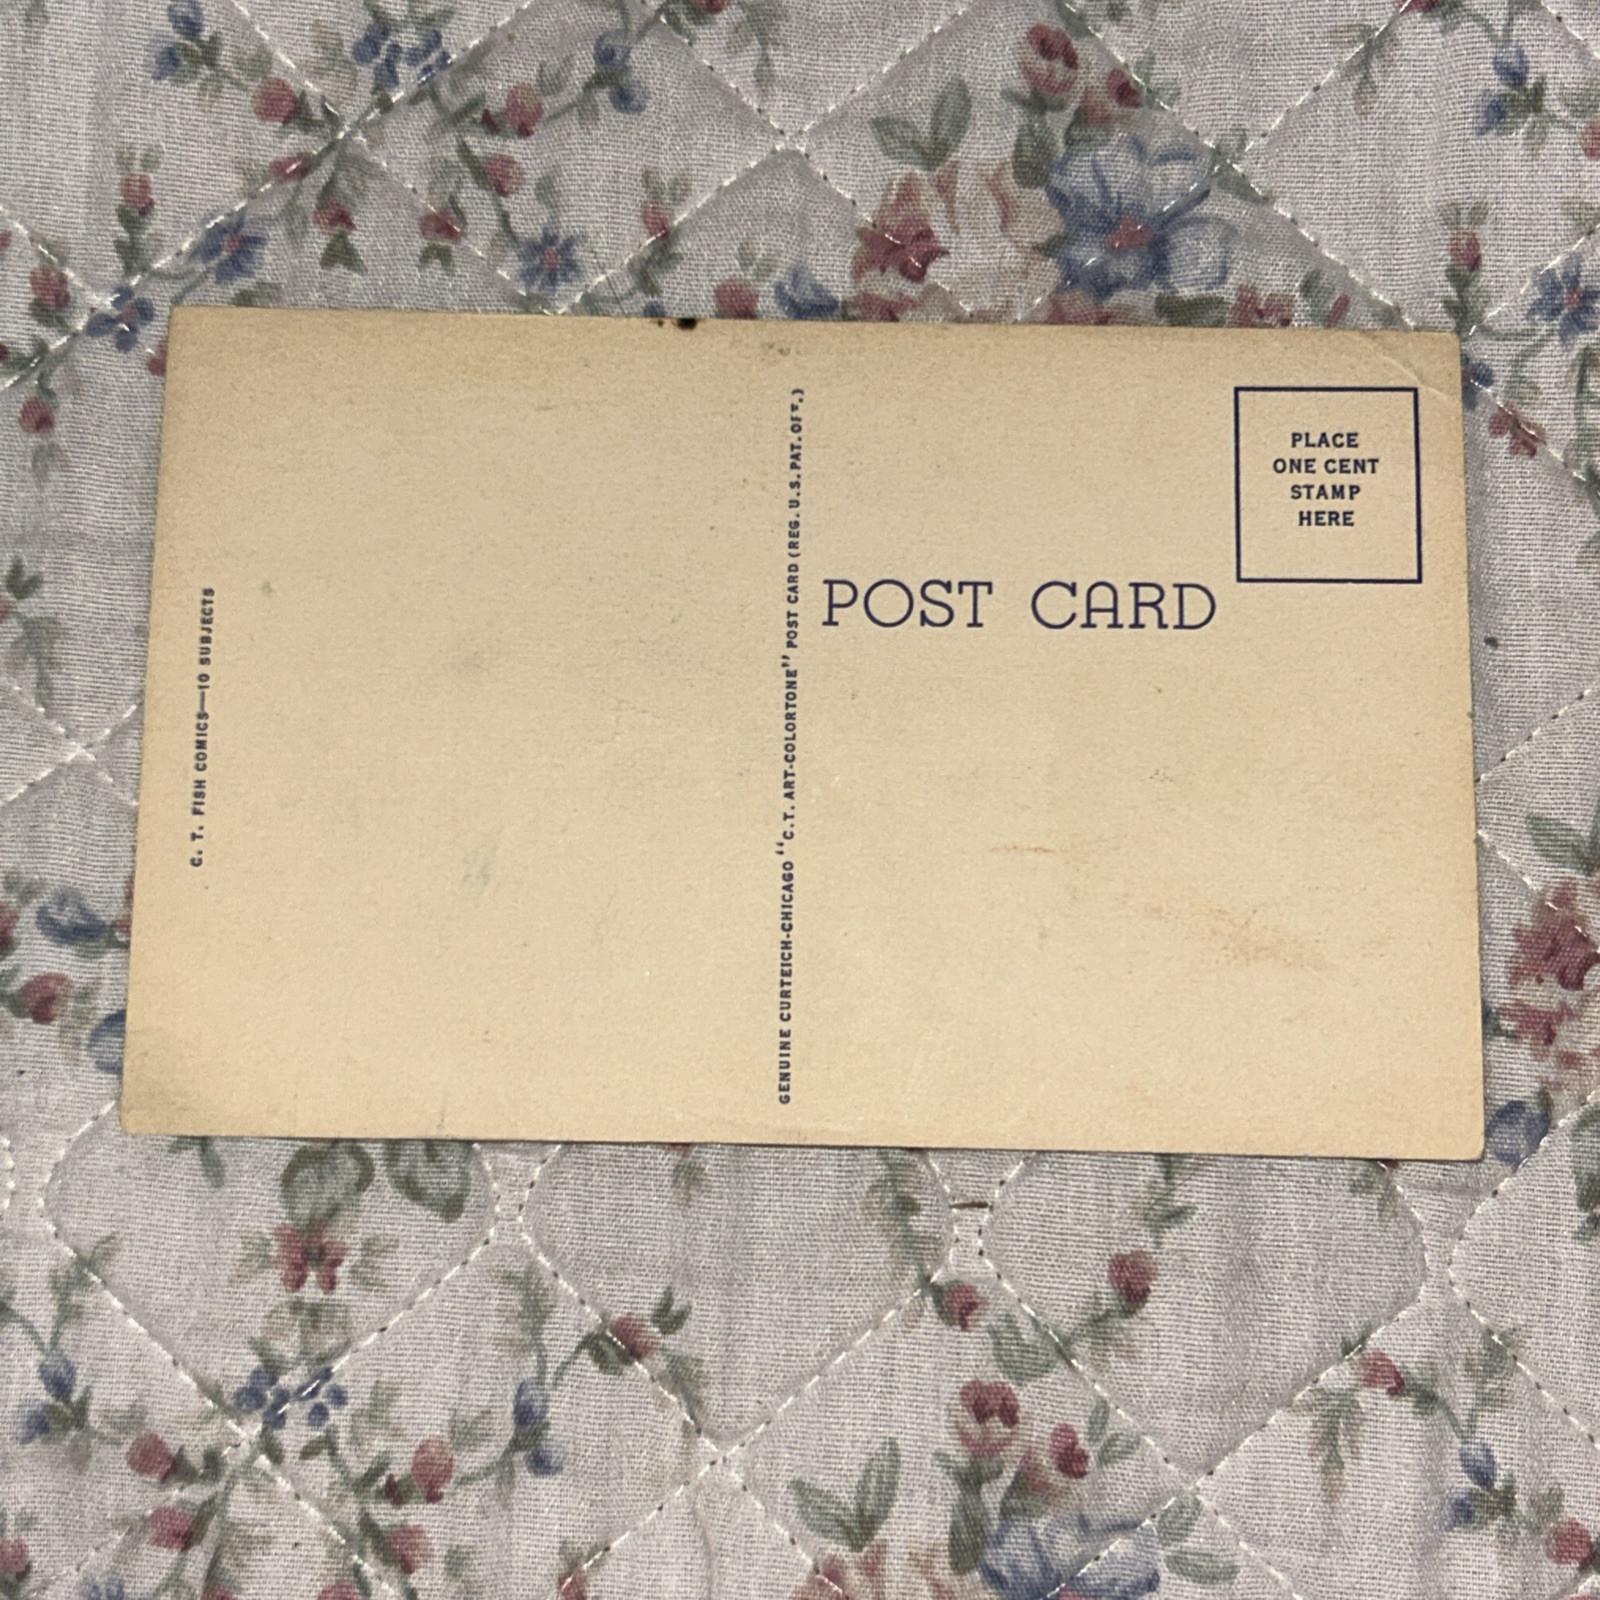 C. T. FISH COMICS—10 SUBJECTS
GENUINE CURTEICH-CHICAGO "C.T. ART-COLORTONE" POST CARD (REG. U.S. PAT. OFF.)
POST CARD
PLACE
ONE CENT
STAMP
HERE